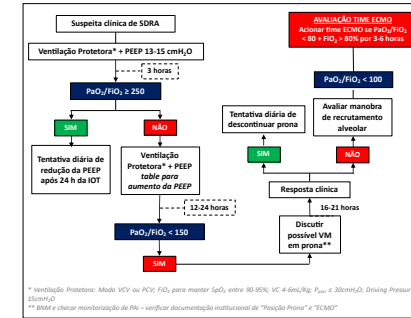 Suspeita clínica de SDRA
Ventilação Protetora* + PEEP 13-15 cmH₂O
3 horas
PaO₂/FiO₂ ≥ 250
SIM
NÃO
Tentativa diária de
redução da PEEP
após 24 h da IOT
Ventilação
Protetora* + PEEP
table para
aumento da PEEP
12-24 horas
PaO₂/FiO₂ < 150
SIM
AVALIAÇÃO TIME ECMO
Acionar time ECMO se PaO₂/FiO₂
< 80 + FiO₂ > 80% por 3-6 horas
PaO₂/FiO₂ < 100
Avaliar manobra
de recrutamento
alveolar
Tentativa diária de
descontinuar prona
SIM
NÃO
Resposta clínica
16-21 horas
Discutir
possível VM
em prona**
* Ventilação Protetora: Modo VCV ou PCV; FiO₂ para manter SpO₂ entre 90-95%; VC 4-6mL/Kg; Pplat ≤ 30cmH₂O; Driving Pressure
15cmH₂O
** BNM e checar monitorização de PAi – verificar documentação institucional de "Posição Prona" e "ECMO"